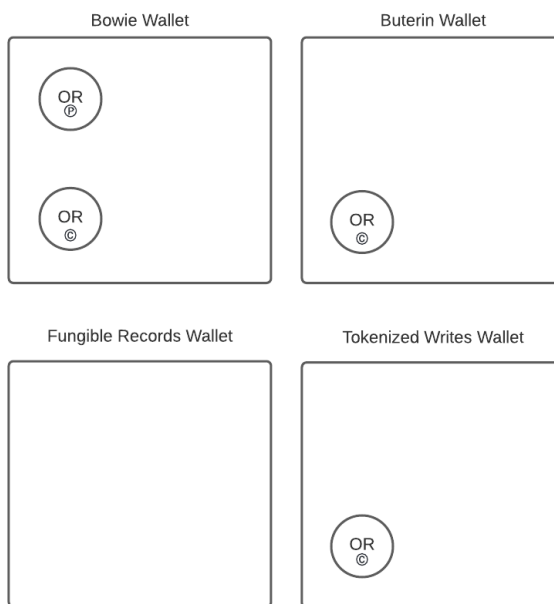 Bowie Wallet
OR
℗
OR
©
Buterin Wallet
OR
©
Fungible Records Wallet
Tokenized Writes Wallet
OR
©